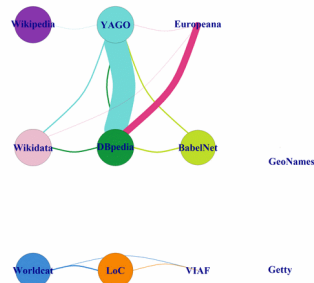 Wikipedia
YAGO
Europeana
Wikidata
DBpedia
BabelNet
GeoNames
Worldcat
LoC
VIAF
Getty